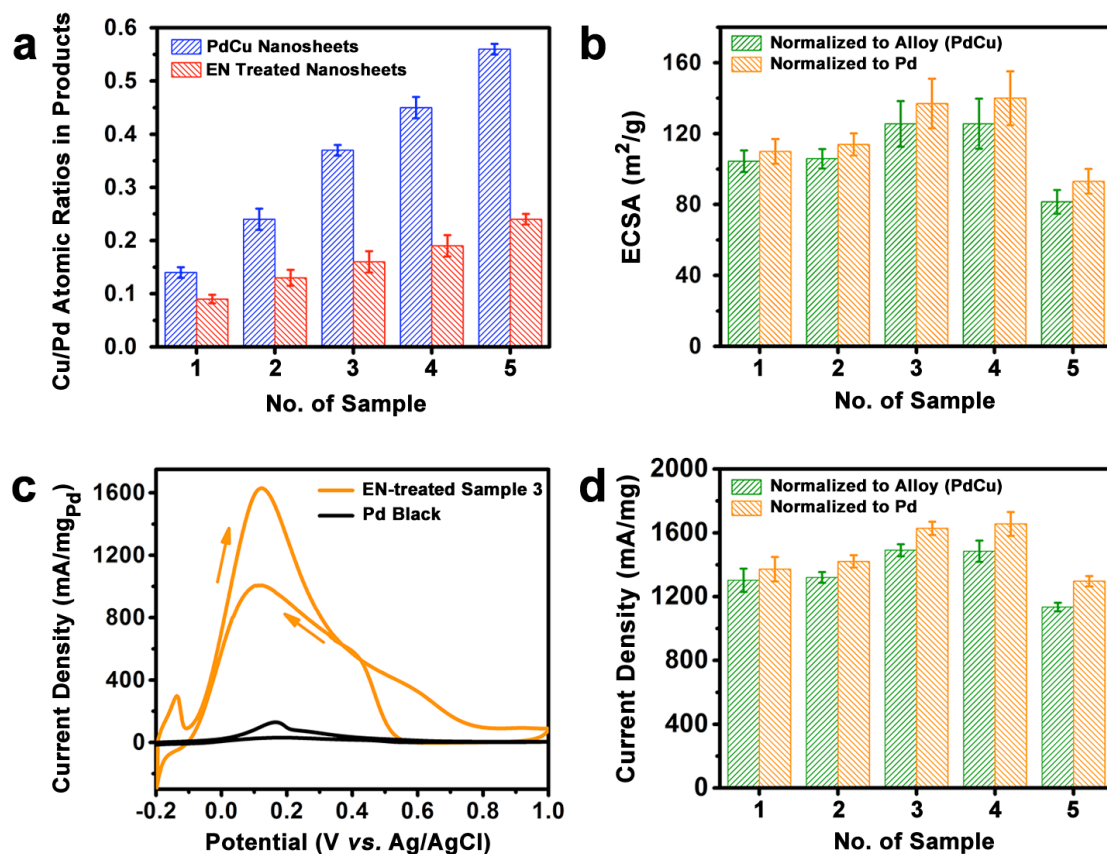 a
PdCu Nanosheets
EN Treated Nanosheets
Cu/Pd Atomic Ratios in Products
0.6
0.5
0.4
0.3
0.2
0.1
0.0
1 2 3 4 5
No. of Sample
b
Normalized to Alloy (PdCu)
Normalized to Pd
ECSA (m²/g)
160
120
80
40
0
1 2 3 4 5
No. of Sample
c
EN-treated Sample 3
Pd Black
Current Density (mA/mgPd)
1600
1200
800
400
0
-0.2 0.0 0.2 0.4 0.6 0.8 1.0
Potential (V vs. Ag/AgCl)
d
Normalized to Alloy (PdCu)
Normalized to Pd
Current Density (mA/mg)
2000
1600
1200
800
400
0
1 2 3 4 5
No. of Sample